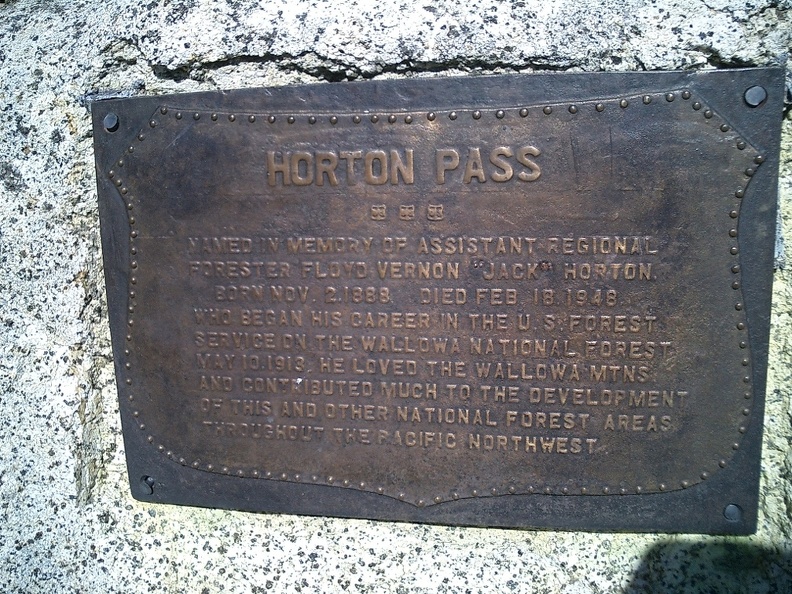 HORTON PASS
NAMED IN MEMORY OF ASSISTANT REGIONAL
FORESTER FLOYD VERNON "JACK" HORTON.
BORN NOV. 2.1888 DIED FEB. 18.1948
WHO BEGAN HIS CAREER IN THE U.S. FOREST
SERVICE ON THE WALLOWA NATIONAL FOREST
MAY 10.1913. HE LOVED THE WALLOWA MTNS.
AND CONTRIBUTED MUCH TO THE DEVELOPMENT
OF THIS AND OTHER NATIONAL FOREST AREAS
THROUGHOUT THE PACIFIC NORTHWEST.